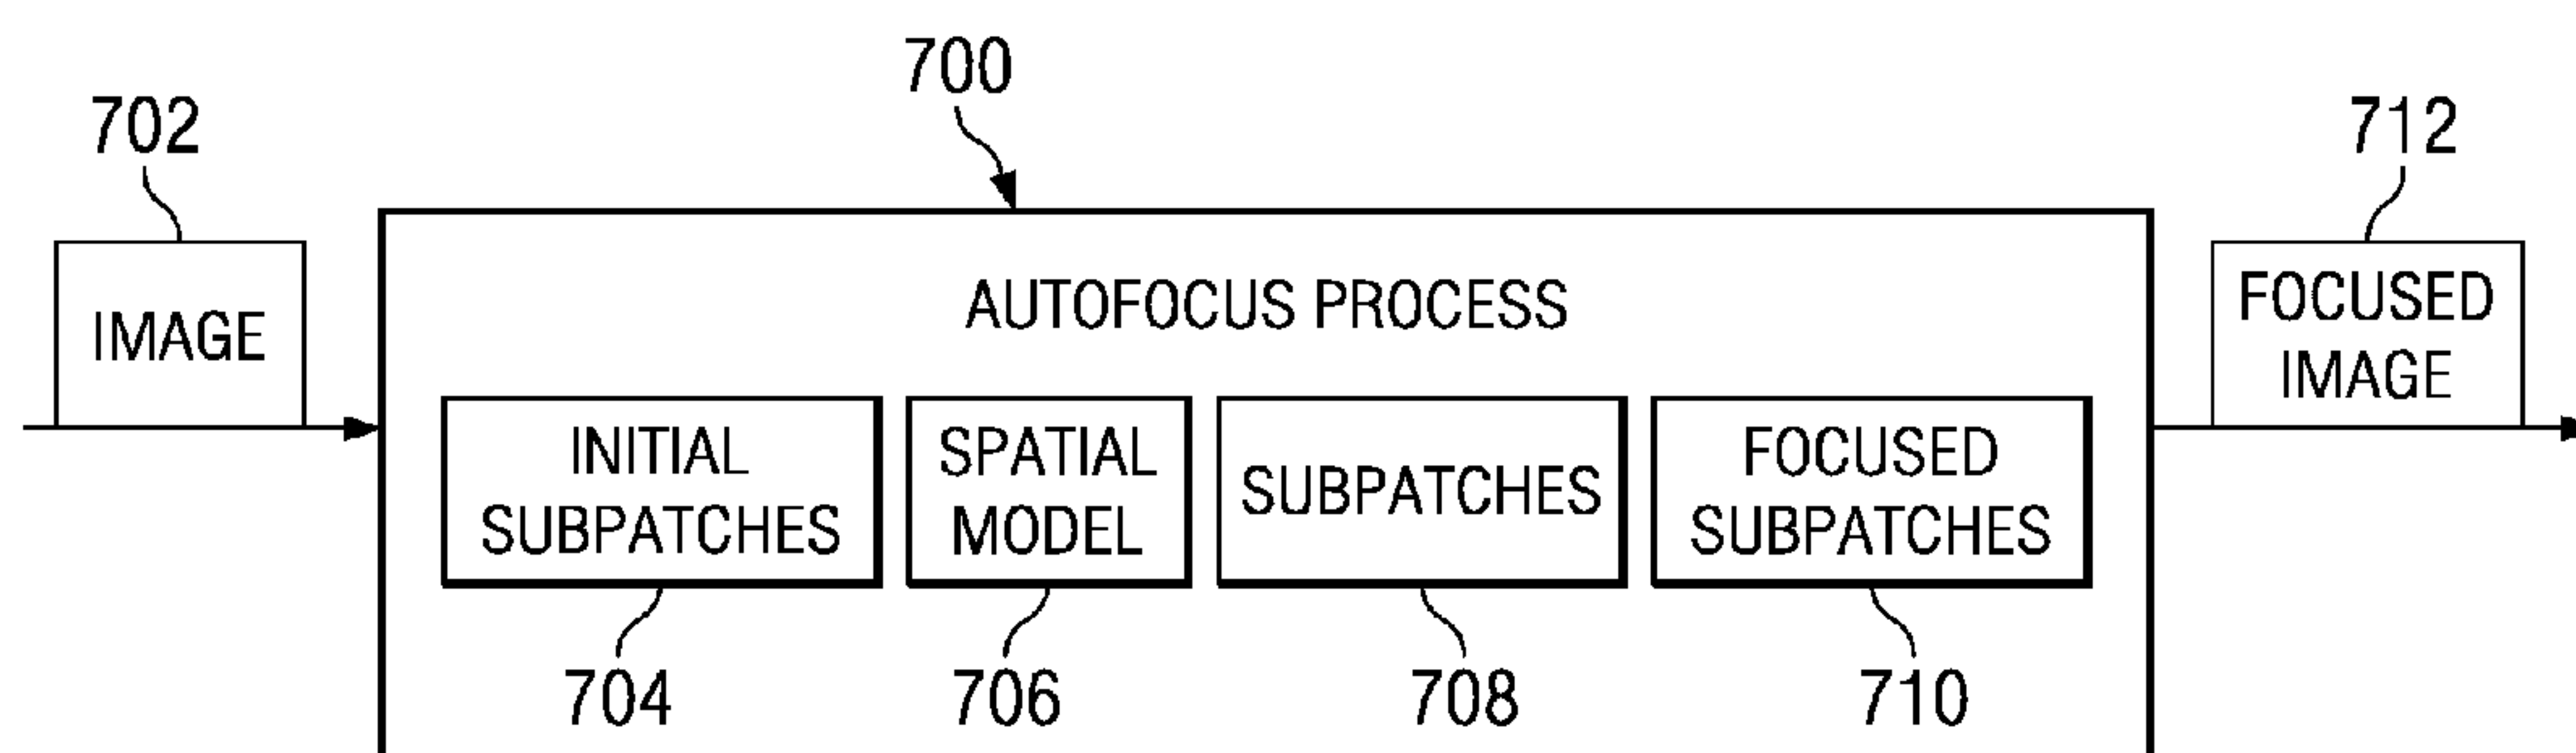 700
702
712
IMAGE
AUTOFOCUS PROCESS
FOCUSED
IMAGE
INITIAL
SUBPATCHES
SPATIAL
MODEL
SUBPATCHES
FOCUSED
SUBPATCHES
704
706
708
710